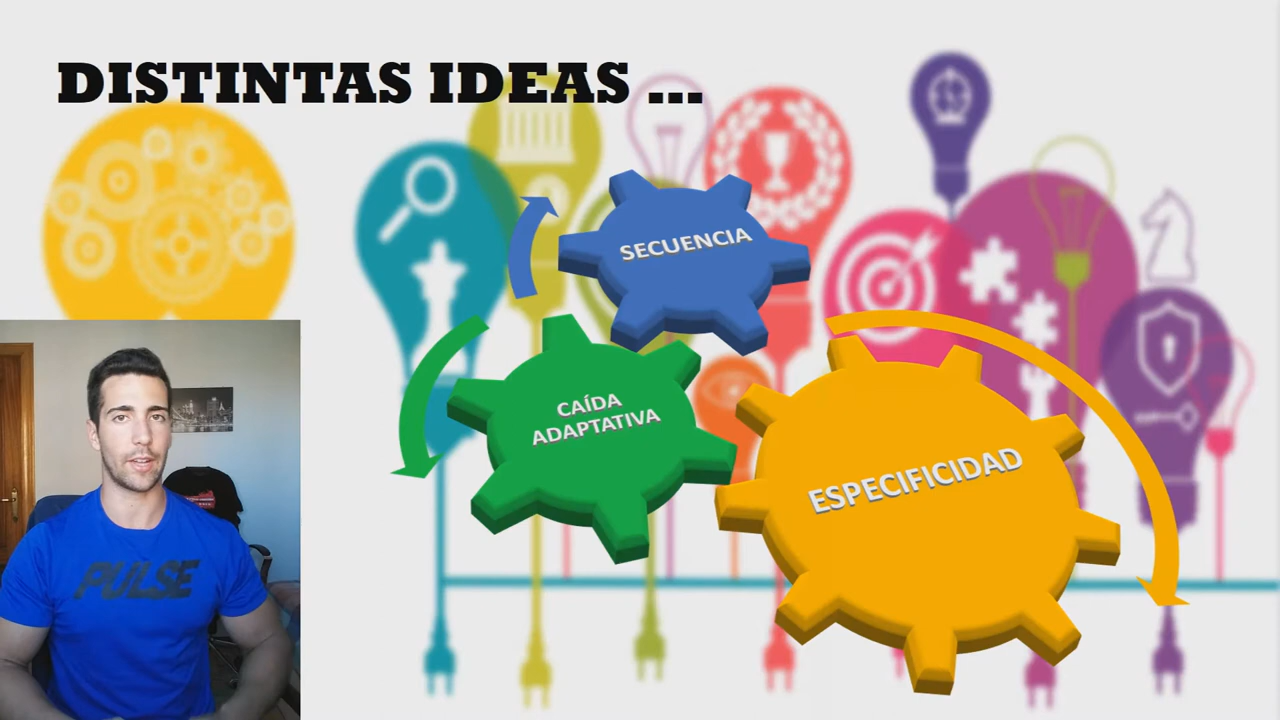 DISTINTAS IDEAS ...
SECUENCIA
CAÍDA
ADAPTATIVA
ESPECIFICIDAD
PULSE